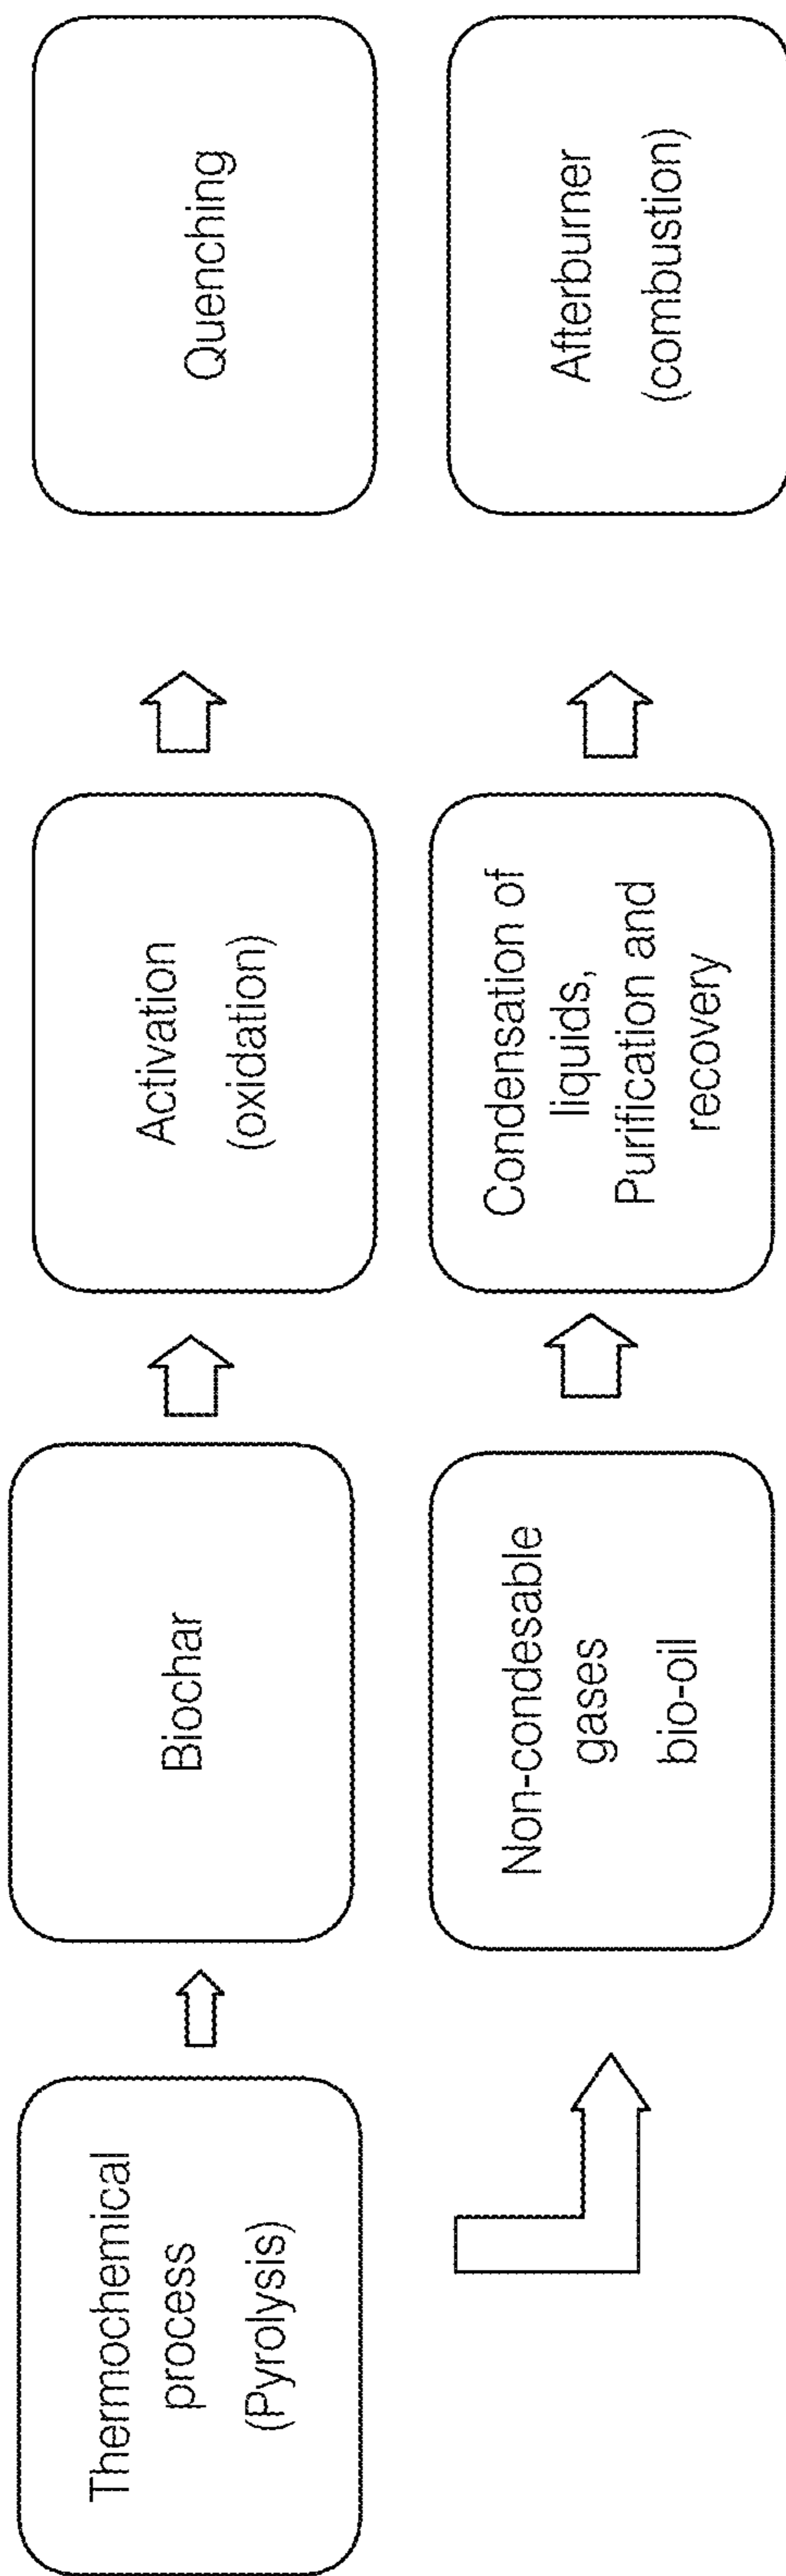 Thermochemical
process
(Pyrolysis)
Biochar
Activation
(oxidation)
Quenching
Non-condesable
gases
bio-oil
Condensation of
liquids,
Purification and
recovery
Afterburner
(combustion)